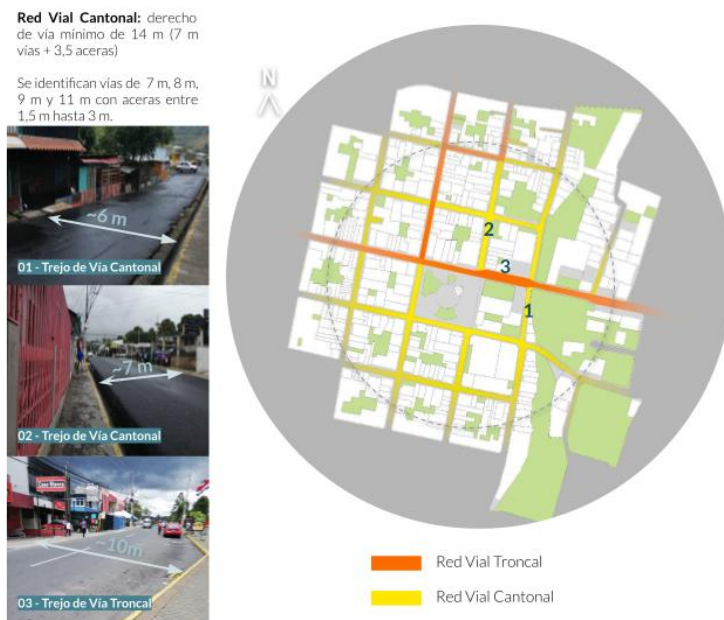 Red Vial Cantonal: derecho
de vía mínimo de 14 m (7 m
vías + 3,5 aceras)
Se identifican vías de 7 m, 8 m,
9 m y 11 m con aceras entre
1,5 m hasta 3 m.
~6 m
01 - Trejo de Vía Cantonal
~7 m
02 - Trejo de Vía Cantonal
Casa Blanca
~10m
03 - Trejo de Vía Troncal
N
2
3
1
Red Vial Troncal
Red Vial Cantonal